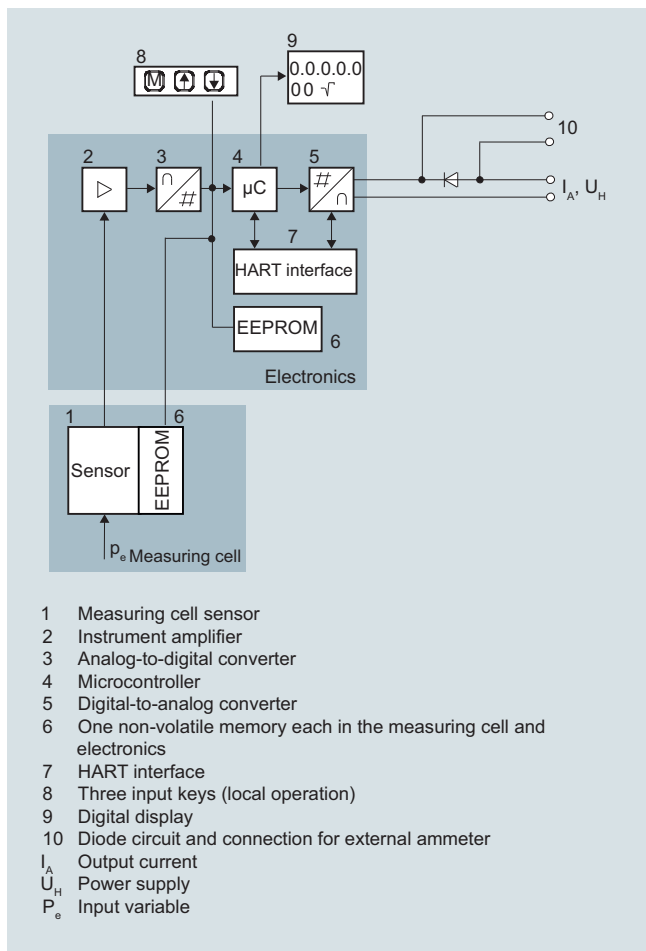 8
9
M ↑ ↓
0.0.0.0.0
00 √
10
2
3
4
5
∩
#
µC
#
∩
I_A, U_H
7
HART interface
EEPROM
6
Electronics
1
6
Sensor
EEPROM
p_e Measuring cell
1 Measuring cell sensor
2 Instrument amplifier
3 Analog-to-digital converter
4 Microcontroller
5 Digital-to-analog converter
6 One non-volatile memory each in the measuring cell and
electronics
7 HART interface
8 Three input keys (local operation)
9 Digital display
10 Diode circuit and connection for external ammeter
I_A Output current
U_H Power supply
P_e Input variable